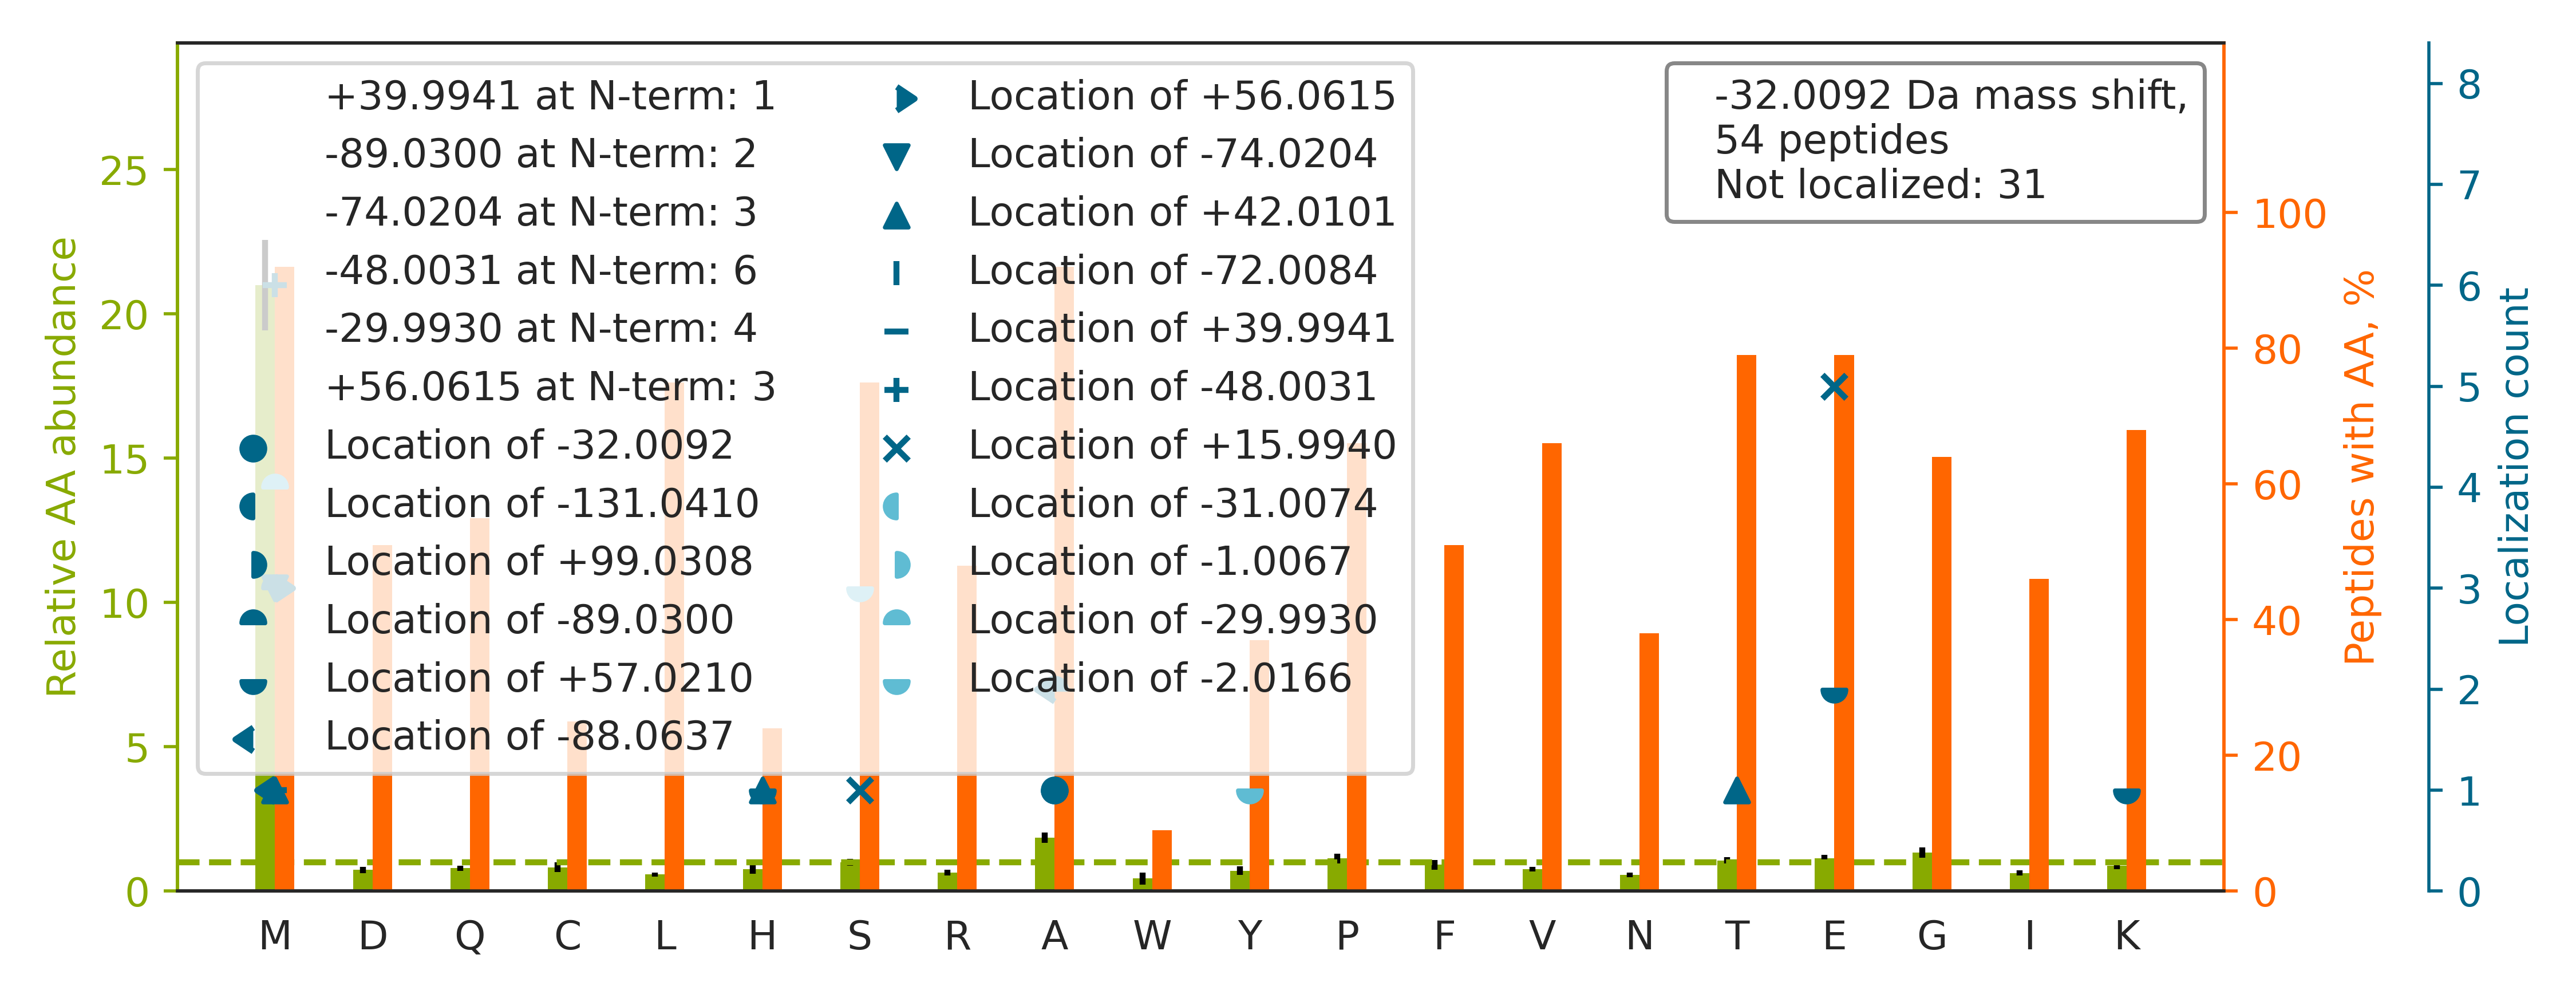 +39.9941 at N-term: 1
-89.0300 at N-term: 2
-74.0204 at N-term: 3
-48.0031 at N-term: 6
-29.9930 at N-term: 4
+56.0615 at N-term: 3
Location of -32.0092
Location of -131.0410
Location of +99.0308
Location of -89.0300
Location of +57.0210
Location of -88.0637
Location of +56.0615
Location of -74.0204
Location of +42.0101
Location of -72.0084
Location of +39.9941
Location of -48.0031
Location of +15.9940
Location of -31.0074
Location of -1.0067
Location of -29.9930
Location of -2.0166
-32.0092 Da mass shift,
54 peptides
Not localized: 31
Relative AA abundance
25
20
15
10
5
0
M D Q C L H S R A W Y P F V N T E G I K
100
80
60
40
20
0
Peptides with AA, %
8
7
6
5
4
3
2
1
0
Localization count